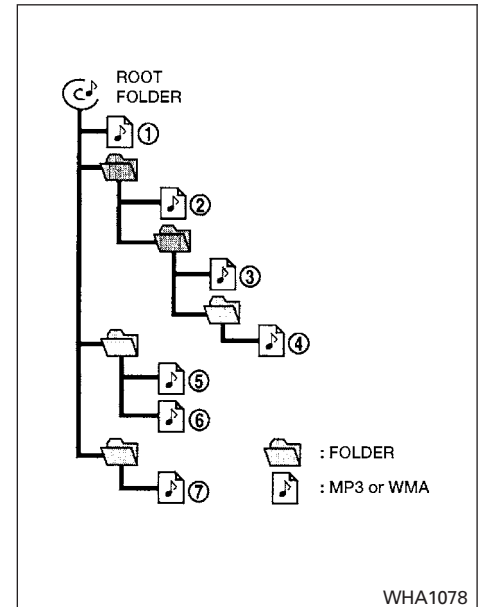 ROOT
FOLDER
①
②
③
④
⑤
⑥
⑦
: FOLDER
: MP3 or WMA
WHA1078